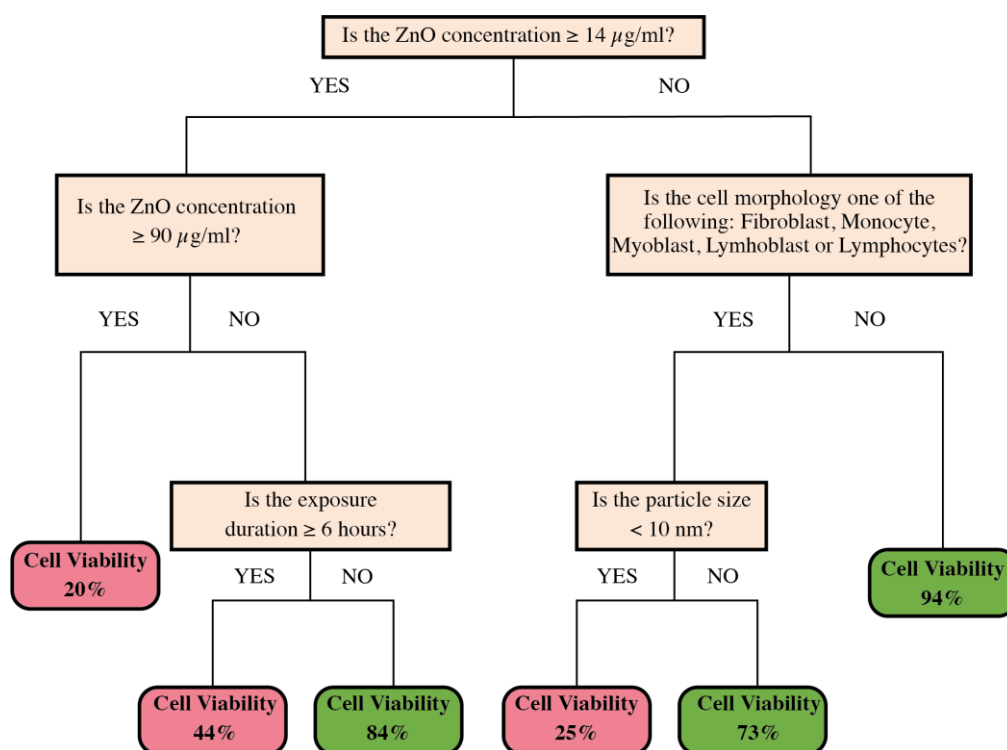 Is the ZnO concentration ≥ 14 µg/ml?
YES
NO
Is the ZnO concentration
≥ 90 µg/ml?
Is the cell morphology one of the
following: Fibroblast, Monocyte,
Myoblast, Lymhoblast or Lymphocytes?
YES
NO
YES
NO
Is the exposure
duration ≥ 6 hours?
Is the particle size
< 10 nm?
Cell Viability
20%
YES
NO
YES
NO
Cell Viability
94%
Cell Viability
44%
Cell Viability
84%
Cell Viability
25%
Cell Viability
73%